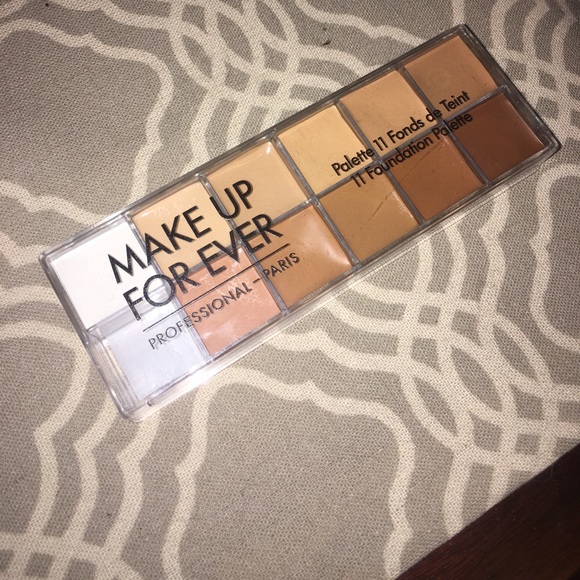 MAKE UP
FOR EVER
PROFESSIONAL – PARIS
Palette 11 Fonds de Teint
11 Foundation Palette